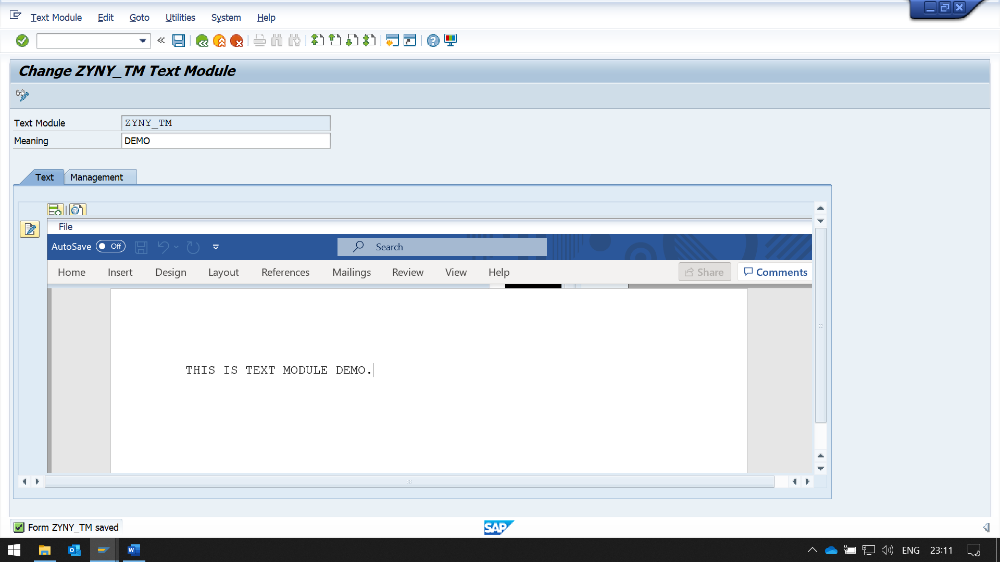 Text Module Edit Goto Utilities System Help
Change ZYNY_TM Text Module
Text Module ZYNY_TM
Meaning DEMO
Text Management
File
AutoSave Off Search
Home Insert Design Layout References Mailings Review View Help Share Comments
THIS IS TEXT MODULE DEMO.
Form ZYNY_TM saved SAP
ENG 23:11